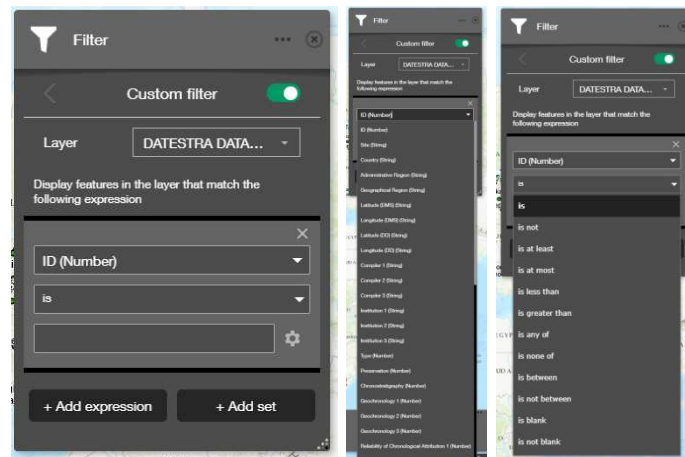 Filter
Custom filter
Layer
DATESTRA DATA...
Display features in the layer that match the
following expression
ID (Number)
is
+ Add expression
+ Add set
Filter
Custom filter
Layer
DATESTRA DATA...
Display features in the layer that match the
following expression
ID (Number)
ID (Number)
Site (String)
Country (String)
Administrative Region (String)
Geographical Region (String)
Latitude (DMS) (String)
Longitude (DMS) (String)
Latitude (DD) (String)
Longitude (DD) (String)
Compiler 1 (String)
Compiler 2 (String)
Compiler 3 (String)
Institution 1 (String)
Institution 2 (String)
Institution 3 (String)
Type (Number)
Preservation (Number)
Chronostratigraphy (Number)
Geochronology 1 (Number)
Geochronology 2 (Number)
Geochronology 3 (Number)
Reliability of Chronological Attribution 1 (Number)
Filter
Custom filter
Layer
DATESTRA DATA...
Display features in the layer that match the
following expression
ID (Number)
is
is
is not
is at least
is at most
is less than
is greater than
is any of
is none of
is between
is not between
is blank
is not blank